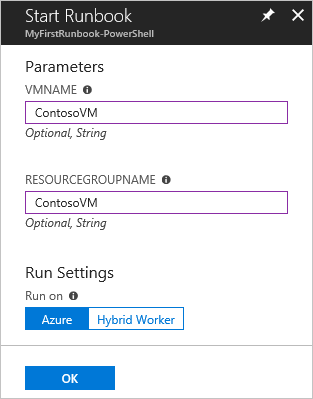 Start Runbook
MyFirstRunbook-PowerShell
Parameters
VMNAME
ContosoVM
Optional, String
RESOURCEGROUPNAME
ContosoVM
Optional, String
Run Settings
Run on
Azure Hybrid Worker
OK